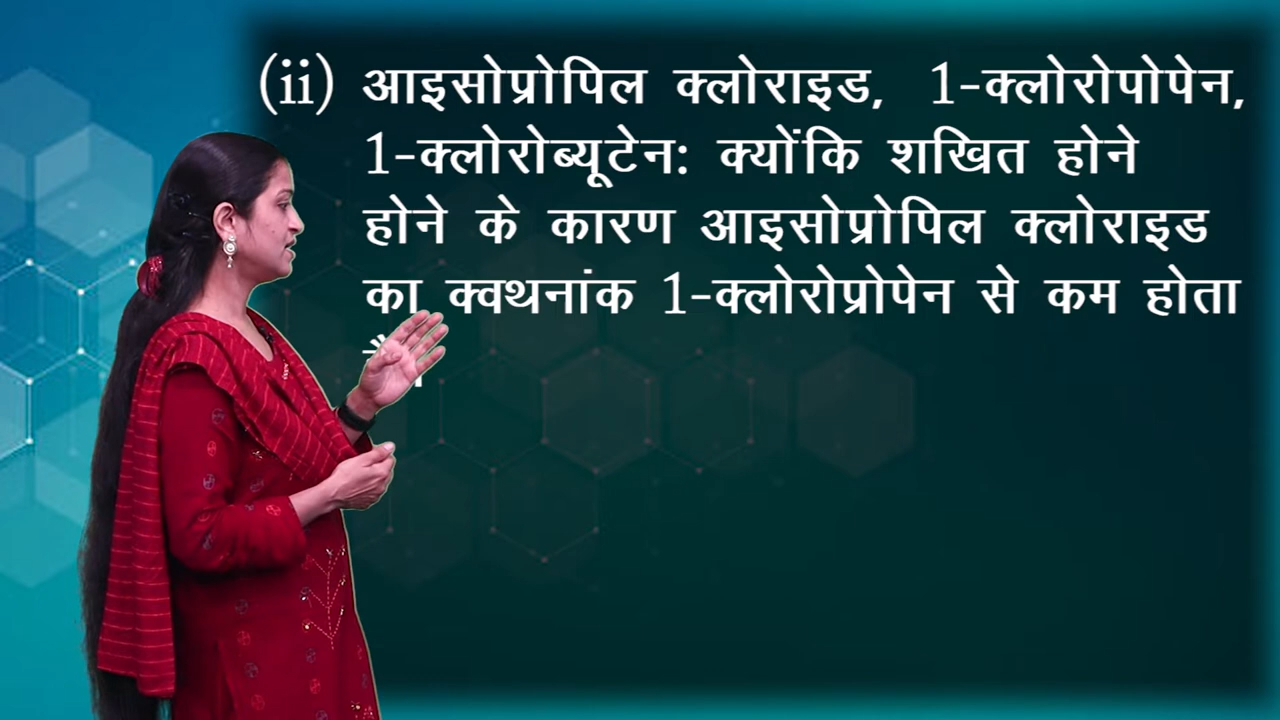 (ii) आइसोप्रोपिल क्लोराइड, 1-क्लोरोपोपेन,
1-क्लोरोब्यूटेन: क्योंकि शखित होने
होने के कारण आइसोप्रोपिल क्लोराइड
का क्वथनांक 1-क्लोरोप्रोपेन से कम होता